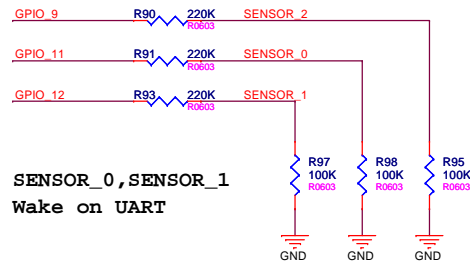 GPIO_9 R90 220K SENSOR_2
R0603
GPIO_11 R91 220K SENSOR_0
R0603
GPIO_12 R93 220K SENSOR_1
R0603
R97 R98 R95
100K 100K 100K
R0603 R0603 R0603
SENSOR_0,SENSOR_1
Wake on UART
GND GND GND